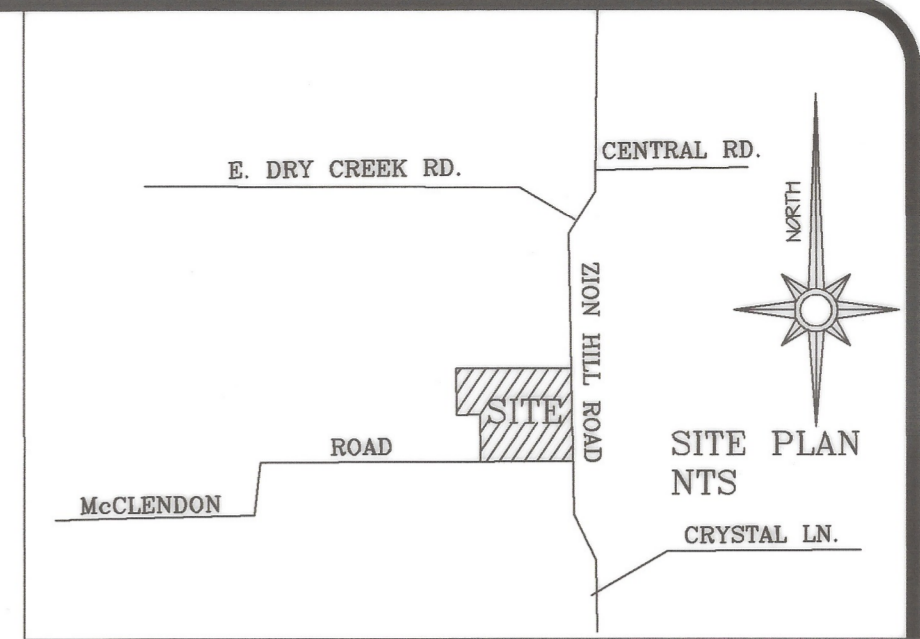 CENTRAL RD.
E. DRY CREEK RD.
NORTH
ZION HILL ROAD
SITE
SITE PLAN
NTS
ROAD
McCLENDON
CRYSTAL LN.